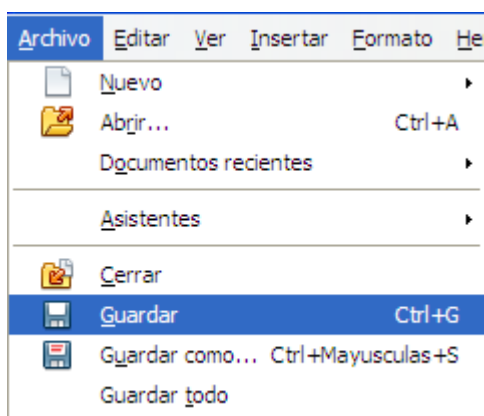 Archivo Editar Ver Insertar Formato He
Nuevo
Abrir... Ctrl+A
Documentos recientes
Asistentes
Cerrar
Guardar Ctrl+G
Guardar como... Ctrl+Mayusculas+S
Guardar todo